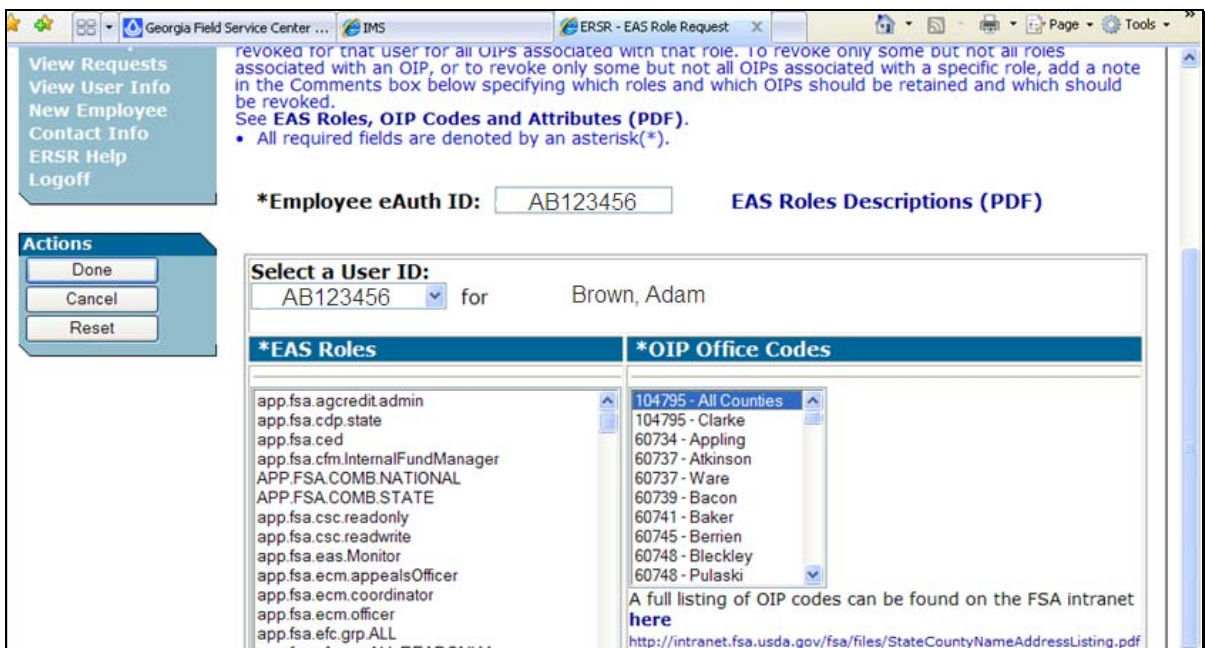 Georgia Field Service Center ...
IMS
ERSR - EAS Role Request
X
Page
Tools
»
View Requests
View User Info
New Employee
Contact Info
ERSR Help
Logoff
Actions
Done
Cancel
Reset
revoked for that user for all OIPs associated with that role. To revoke only some but not all roles
associated with an OIP, or to revoke only some but not all OIPs associated with a specific role, add a note
in the Comments box below specifying which roles and which OIPs should be retained and which should
be revoked.
See EAS Roles, OIP Codes and Attributes (PDF).
• All required fields are denoted by an asterisk(*).
*Employee eAuth ID: AB123456 EAS Roles Descriptions (PDF)
Select a User ID:
AB123456 for Brown, Adam
*EAS Roles
app.fsa.agcredit.admin
app.fsa.cdp.state
app.fsa.ced
app.fsa.cfm.InternalFundManager
APP.FSA.COMB.NATIONAL
APP.FSA.COMB.STATE
app.fsa.csc.readonly
app.fsa.csc.readwrite
app.fsa.eas.Monitor
app.fsa.ecm.appealsOfficer
app.fsa.ecm.coordinator
app.fsa.ecm.officer
app.fsa.efc.grp.ALL
*OIP Office Codes
104795 - All Counties
104795 - Clarke
60734 - Appling
60737 - Atkinson
60737 - Ware
60739 - Bacon
60741 - Baker
60745 - Berrien
60748 - Bleckley
60748 - Pulaski
A full listing of OIP codes can be found on the FSA intranet
here
http://intranet.fsa.usda.gov/fsa/files/StateCountyNameAddressListing.pdf